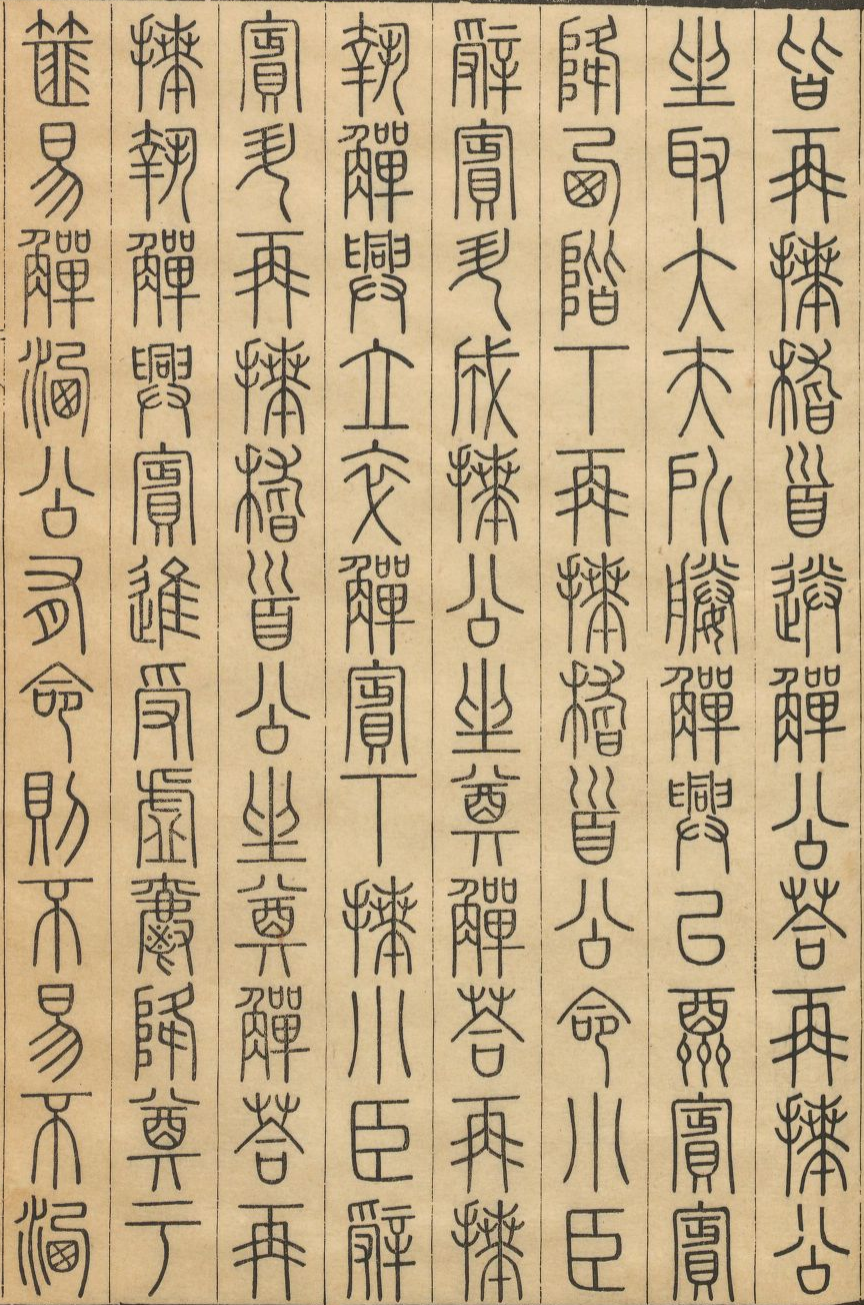 皆再拜稽首送觶公荅再拜公
坐取大夫所媵觶興以酬賓賓
降西階下再拜稽首公命小臣
辭賓升成拜公坐奠觶荅再拜
執觶興立卒觶賓下拜小臣辭
賓升再拜稽首公坐奠觶荅再
拜執觶興賓進受虛爵降奠于
篚易觶洗公有命則不易不洗